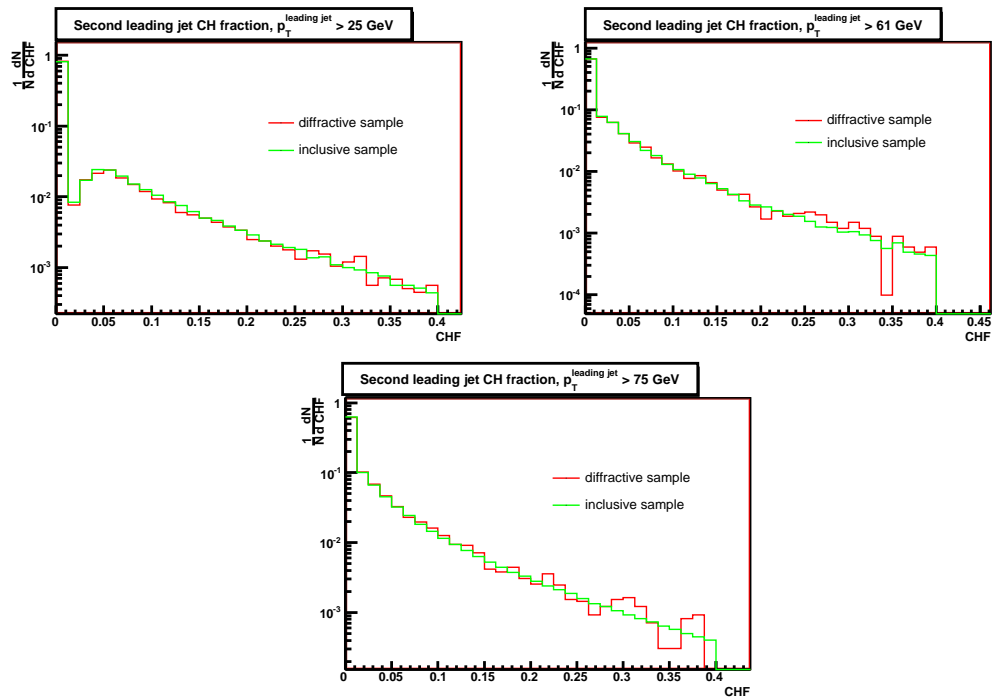 Second leading jet CH fraction, p_T^{leading jet} > 25 GeV
1/N dN/d CHF
1
10^{-1}
10^{-2}
10^{-3}
diffractive sample
inclusive sample
0 0.05 0.1 0.15 0.2 0.25 0.3 0.35 0.4
CHF
Second leading jet CH fraction, p_T^{leading jet} > 61 GeV
1/N dN/d CHF
1
10^{-1}
10^{-2}
10^{-3}
10^{-4}
diffractive sample
inclusive sample
0 0.05 0.1 0.15 0.2 0.25 0.3 0.35 0.4 0.45
CHF
Second leading jet CH fraction, p_T^{leading jet} > 75 GeV
1/N dN/d CHF
1
10^{-1}
10^{-2}
10^{-3}
diffractive sample
inclusive sample
0 0.05 0.1 0.15 0.2 0.25 0.3 0.35 0.4
CHF